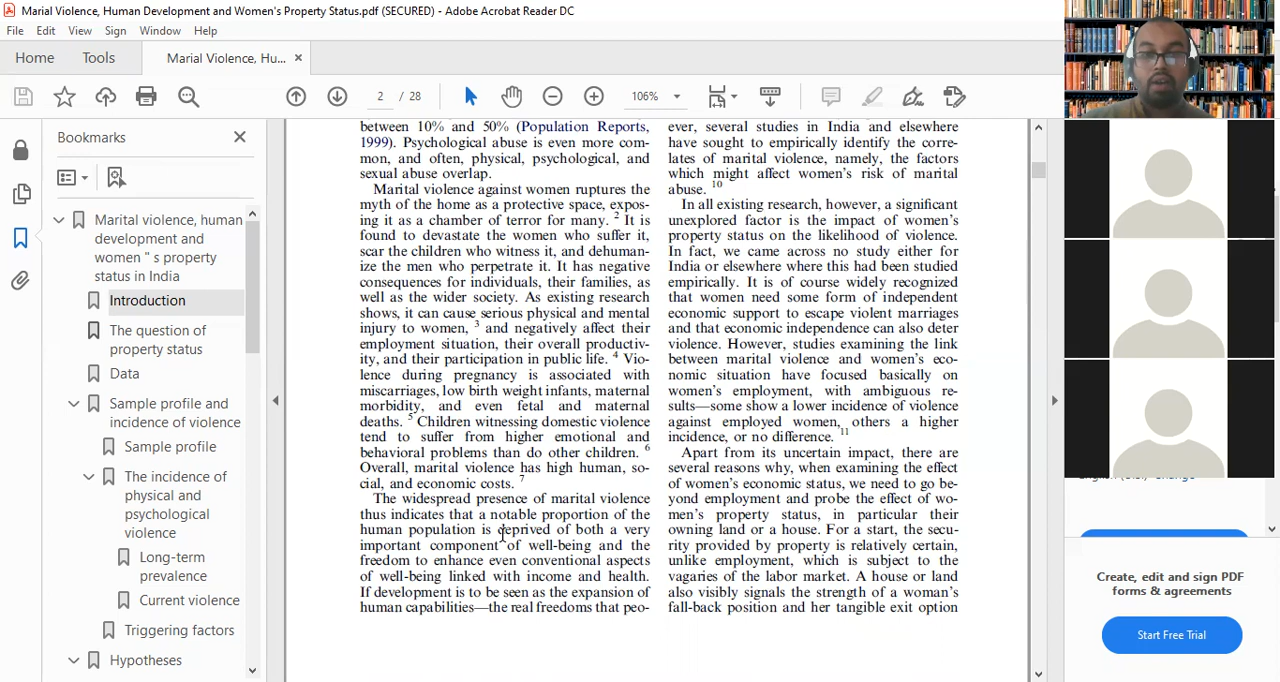 Marial Violence, Human Development and Women's Property Status.pdf (SECURED) - Adobe Acrobat Reader DC
File Edit View Sign Window Help
Home Tools Marial Violence, Hu... ×
2 / 28 106%
Bookmarks
Marital violence, human
development and
women " s property
status in India
Introduction
The question of
property status
Data
Sample profile and
incidence of violence
Sample profile
The incidence of
physical and
psychological
violence
Long-term
prevalence
Current violence
Triggering factors
Hypotheses
between 10% and 50% (Population Reports,
1999). Psychological abuse is even more com-
mon, and often, physical, psychological, and
sexual abuse overlap.
Marital violence against women ruptures the
myth of the home as a protective space, expos-
ing it as a chamber of terror for many. 2 It is
found to devastate the women who suffer it,
scar the children who witness it, and dehuman-
ize the men who perpetrate it. It has negative
consequences for individuals, their families, as
well as the wider society. As existing research
shows, it can cause serious physical and mental
injury to women, 3 and negatively affect their
employment situation, their overall productiv-
ity, and their participation in public life. 4 Vio-
lence during pregnancy is associated with
miscarriages, low birth weight infants, maternal
morbidity, and even fetal and maternal
deaths. 5 Children witnessing domestic violence
tend to suffer from higher emotional and
behavioral problems than do other children. 6
Overall, marital violence has high human, so-
cial, and economic costs. 7
The widespread presence of marital violence
thus indicates that a notable proportion of the
human population is deprived of both a very
important component of well-being and the
freedom to enhance even conventional aspects
of well-being linked with income and health.
If development is to be seen as the expansion of
human capabilities—the real freedoms that peo-
ever, several studies in India and elsewhere
have sought to empirically identify the corre-
lates of marital violence, namely, the factors
which might affect women's risk of marital
abuse. 10
In all existing research, however, a significant
unexplored factor is the impact of women's
property status on the likelihood of violence.
In fact, we came across no study either for
India or elsewhere where this had been studied
empirically. It is of course widely recognized
that women need some form of independent
economic support to escape violent marriages
and that economic independence can also deter
violence. However, studies examining the link
between marital violence and women's eco-
nomic situation have focused basically on
women's employment, with ambiguous re-
sults—some show a lower incidence of violence
against employed women, others a higher
incidence, or no difference. 11
Apart from its uncertain impact, there are
several reasons why, when examining the effect
of women's economic status, we need to go be-
yond employment and probe the effect of wo-
men's property status, in particular their
owning land or a house. For a start, the secu-
rity provided by property is relatively certain,
unlike employment, which is subject to the
vagaries of the labor market. A house or land
also visibly signals the strength of a woman's
fall-back position and her tangible exit option
Create, edit and sign PDF
forms & agreements
Start Free Trial